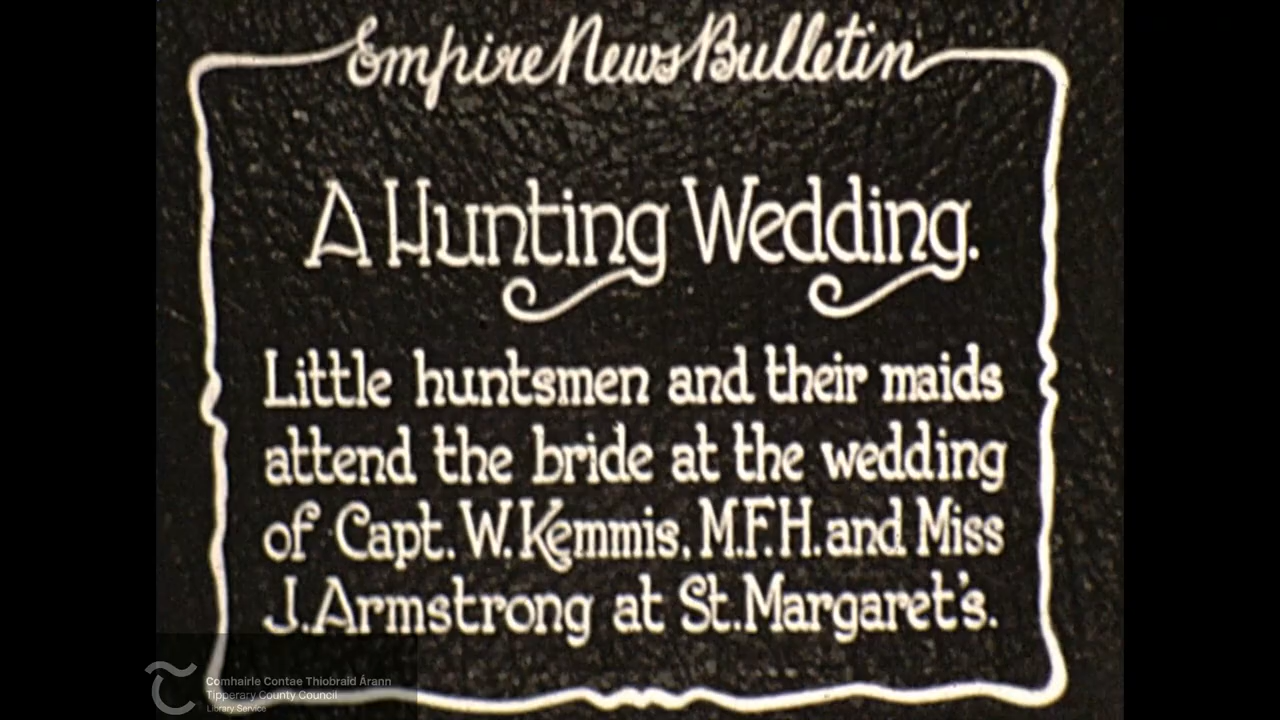 Empire News Bulletin
A Hunting Wedding.
Little huntsmen and their maids
attend the bride at the wedding
of Capt. W. Kemmis, M.F.H. and Miss
J. Armstrong at St. Margaret's.
Comhairle Contae Thiobraid Árann
Tipperary County Council
Library Service